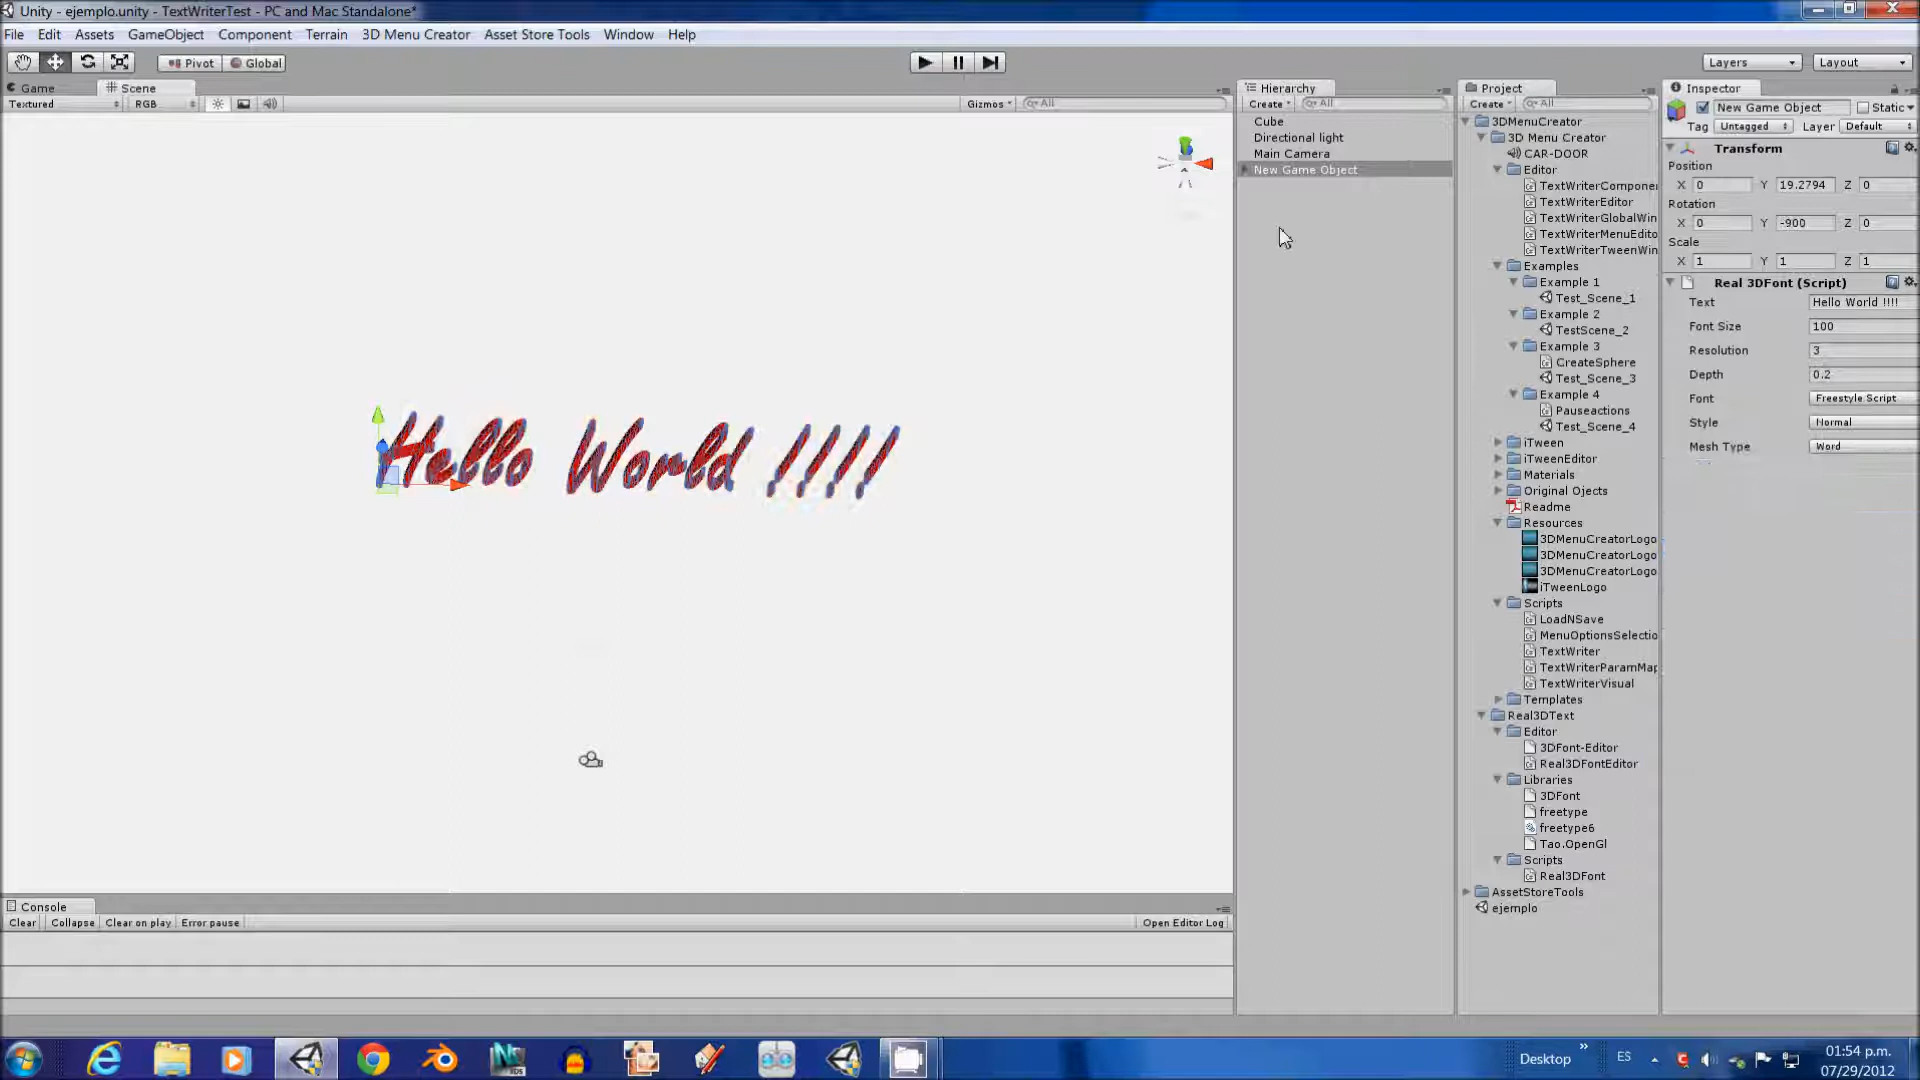 Unity - ejemplo.unity - TextWriterTest - PC and Mac Standalone*
File Edit Assets GameObject Component Terrain 3D Menu Creator Asset Store Tools Window Help
Pivot Global
Layers Layout
Game Scene
Textured RGB Gizmos All
Hello World !!!!
Hierarchy
Create All
Cube
Directional light
Main Camera
New Game Object
Project
Create All
3DMenuCreator
3D Menu Creator
CAR-DOOR
Editor
TextWriterCompone
TextWriterEditor
TextWriterGlobalWin
TextWriterMenuEdito
TextWriterTweenWin
Examples
Example 1
Test_Scene_1
Example 2
TestScene_2
Example 3
CreateSphere
Test_Scene_3
Example 4
Pauseactions
Test_Scene_4
iTween
iTweenEditor
Materials
Original Ojects
Readme
Resources
3DMenuCreatorLogo
3DMenuCreatorLogo
3DMenuCreatorLogo
iTweenLogo
Scripts
LoadNSave
MenuOptionsSelectio
TextWriter
TextWriterParamMap
TextWriterVisual
Templates
Real3DText
Editor
3DFont-Editor
Real3DFontEditor
Libraries
3DFont
freetype
freetype6
Tao.OpenGl
Scripts
Real3DFont
AssetStoreTools
ejemplo
Inspector
New Game Object Static
Tag Untagged Layer Default
Transform
Position
X 0 Y 19.2794 Z 0
Rotation
X 0 Y -900 Z 0
Scale
X 1 Y 1 Z 1
Real 3DFont (Script)
Text Hello World !!!!
Font Size 100
Resolution 3
Depth 0.2
Font Freestyle Script
Style Normal
Mesh Type Word
Console
Clear Collapse Clear on play Error pause Open Editor Log
Desktop ES 01:54 p.m.
07/29/2012